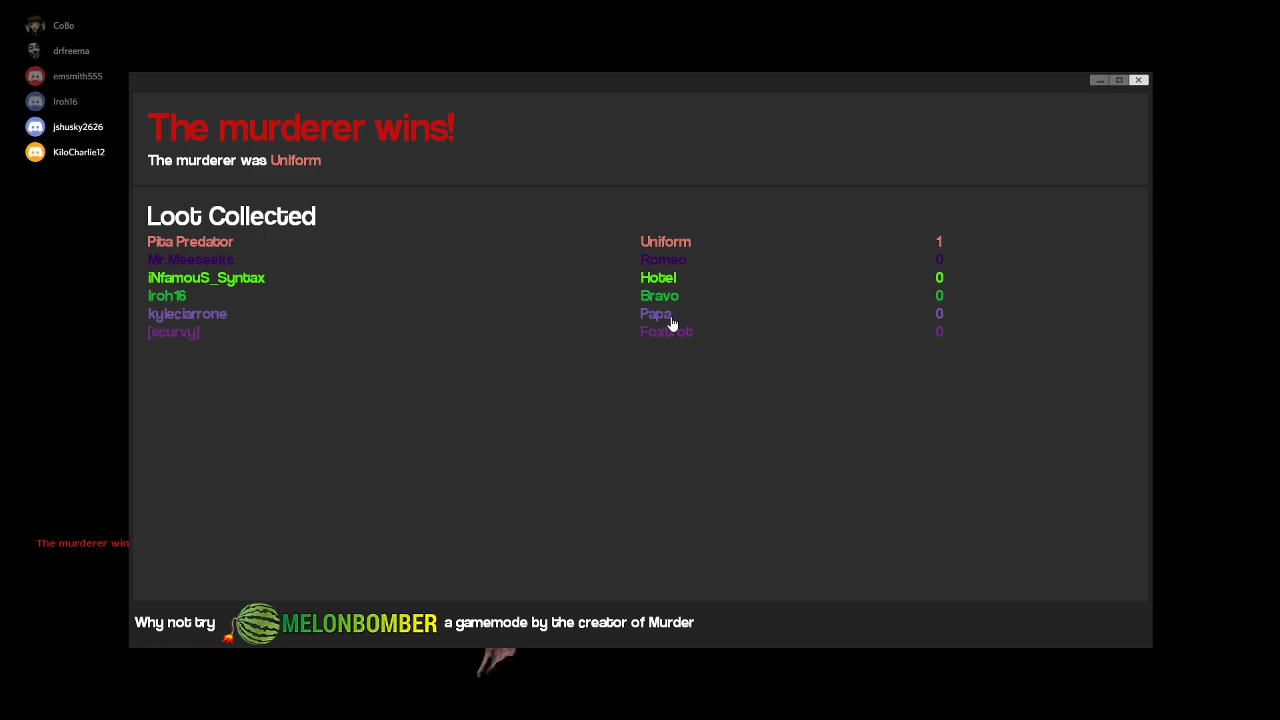 CoBo
drfreema
emsmith555
Iroh16
jshusky2626
KiloCharlie12
The murderer wins!
The murderer was Uniform
Loot Collected
Pita Predator Uniform 1
Mr.Meeseeks Romeo 0
iNfamouS_Syntax Hotel 0
Iroh16 Bravo 0
kyleciarrone Papa 0
[scurvy] Foxtrot 0
The murderer win
Why not try MELONBOMBER a gamemode by the creator of Murder